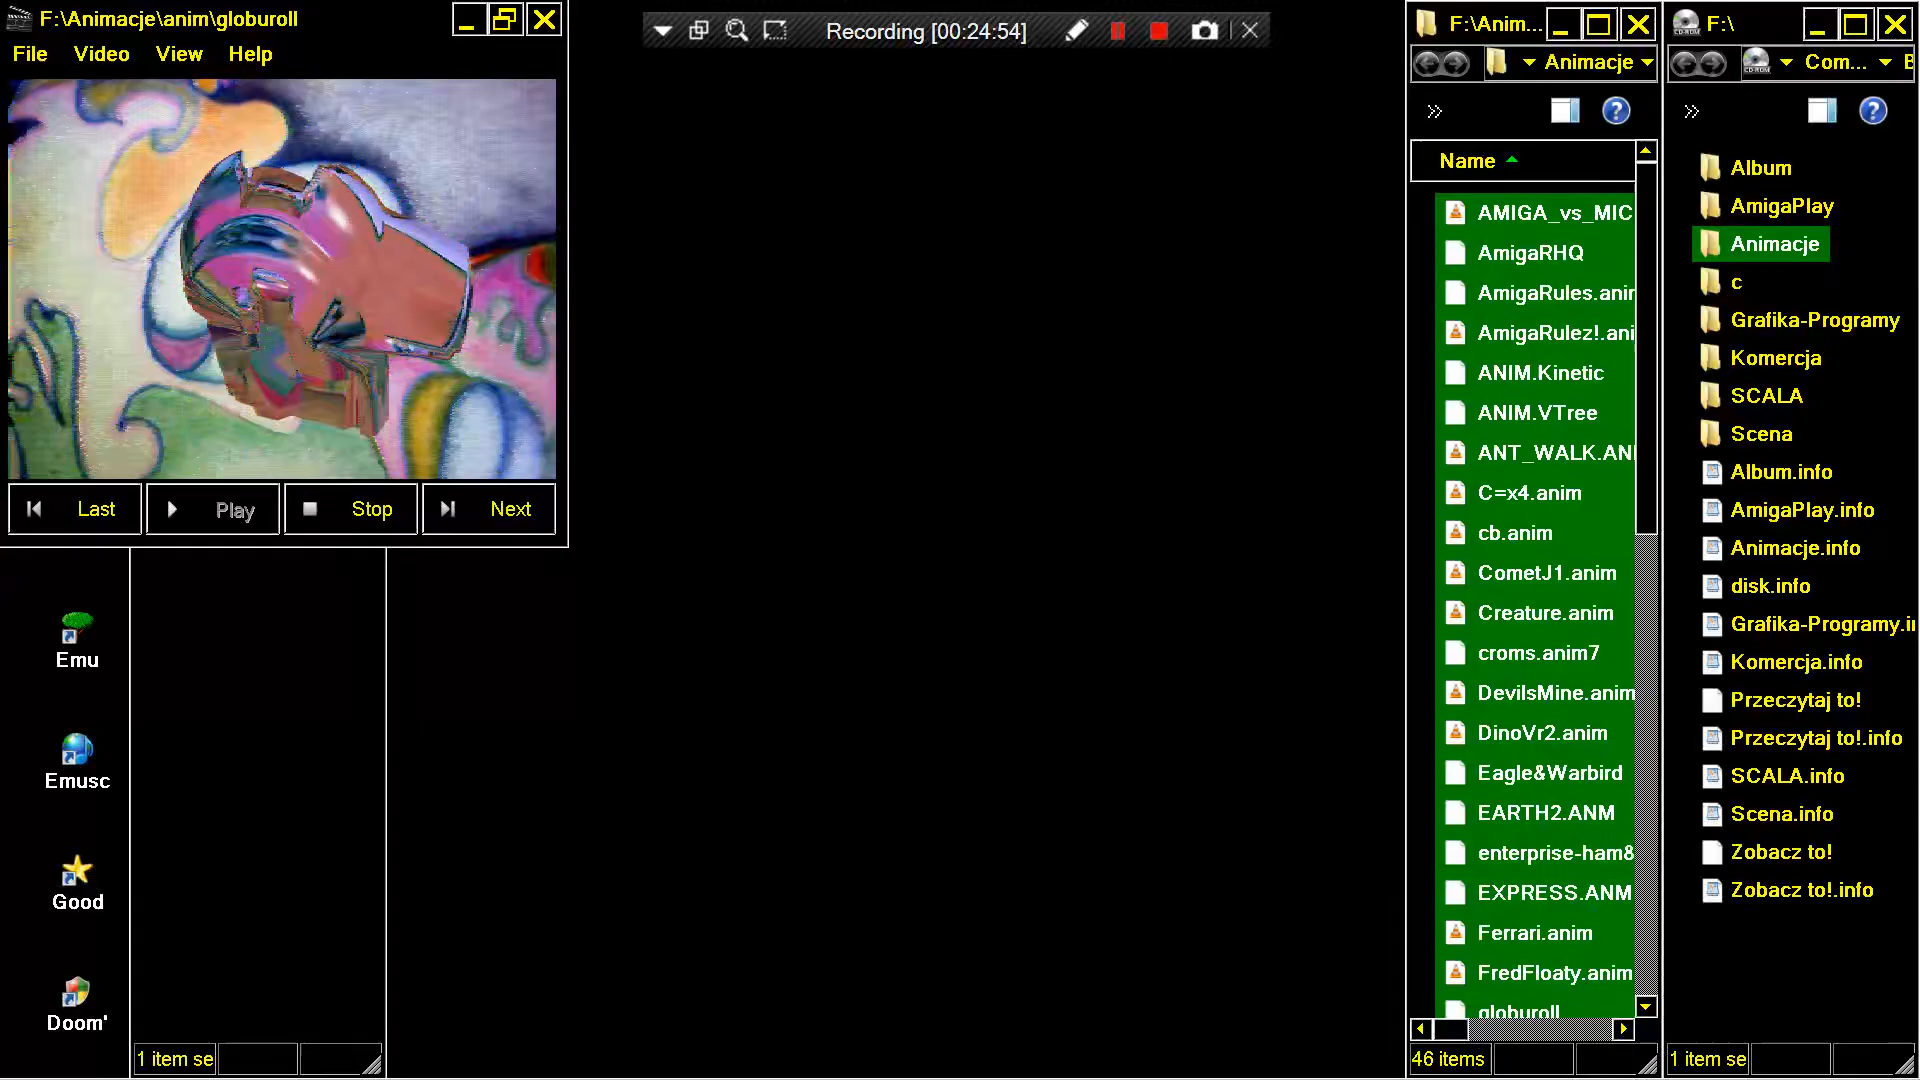 F:\Animacje\anim\globuroll
File Video View Help
Last Play Stop Next
Emu
Emusc
Good
Doom'
1 item se
Recording [00:24:54]
F:\Anim...
Animacje
Name
AMIGA_vs_MIC
AmigaRHQ
AmigaRules.anir
AmigaRulez!.ani
ANIM.Kinetic
ANIM.VTree
ANT_WALK.ANI
C=x4.anim
cb.anim
CometJ1.anim
Creature.anim
croms.anim7
DevilsMine.anim
DinoVr2.anim
Eagle&Warbird
EARTH2.ANM
enterprise-ham8
EXPRESS.ANM
Ferrari.anim
FredFloaty.anim
globuroll
46 items
F:\
Com...
Album
AmigaPlay
Animacje
c
Grafika-Programy
Komercja
SCALA
Scena
Album.info
AmigaPlay.info
Animacje.info
disk.info
Grafika-Programy.i
Komercja.info
Przeczytaj to!
Przeczytaj to!.info
SCALA.info
Scena.info
Zobacz to!
Zobacz to!.info
1 item se